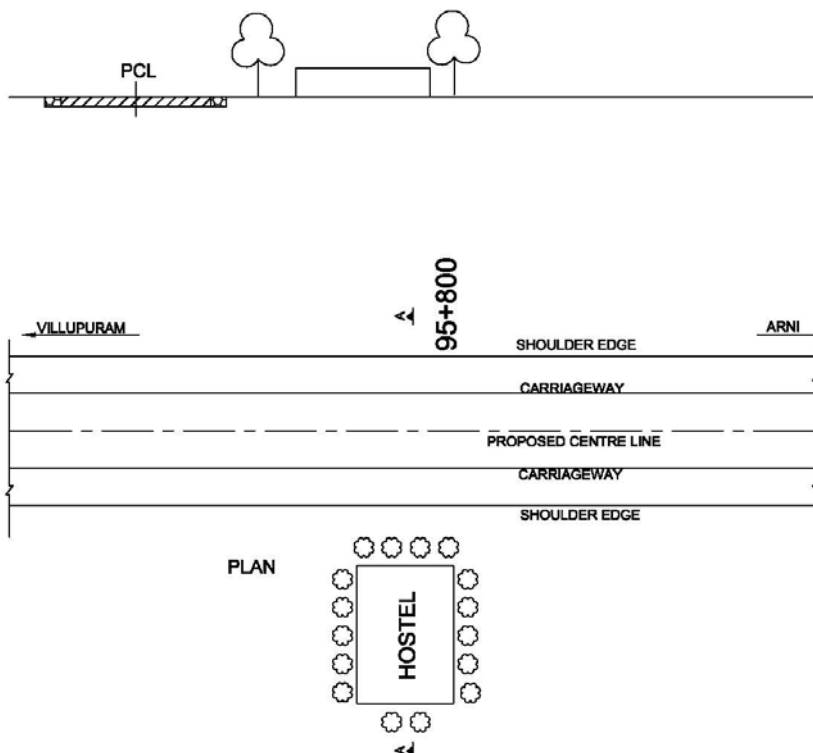 PCL
A
95+800
VILLUPURAM
ARNI
SHOULDER EDGE
CARRIAGEWAY
PROPOSED CENTRE LINE
CARRIAGEWAY
SHOULDER EDGE
PLAN
HOSTEL
A